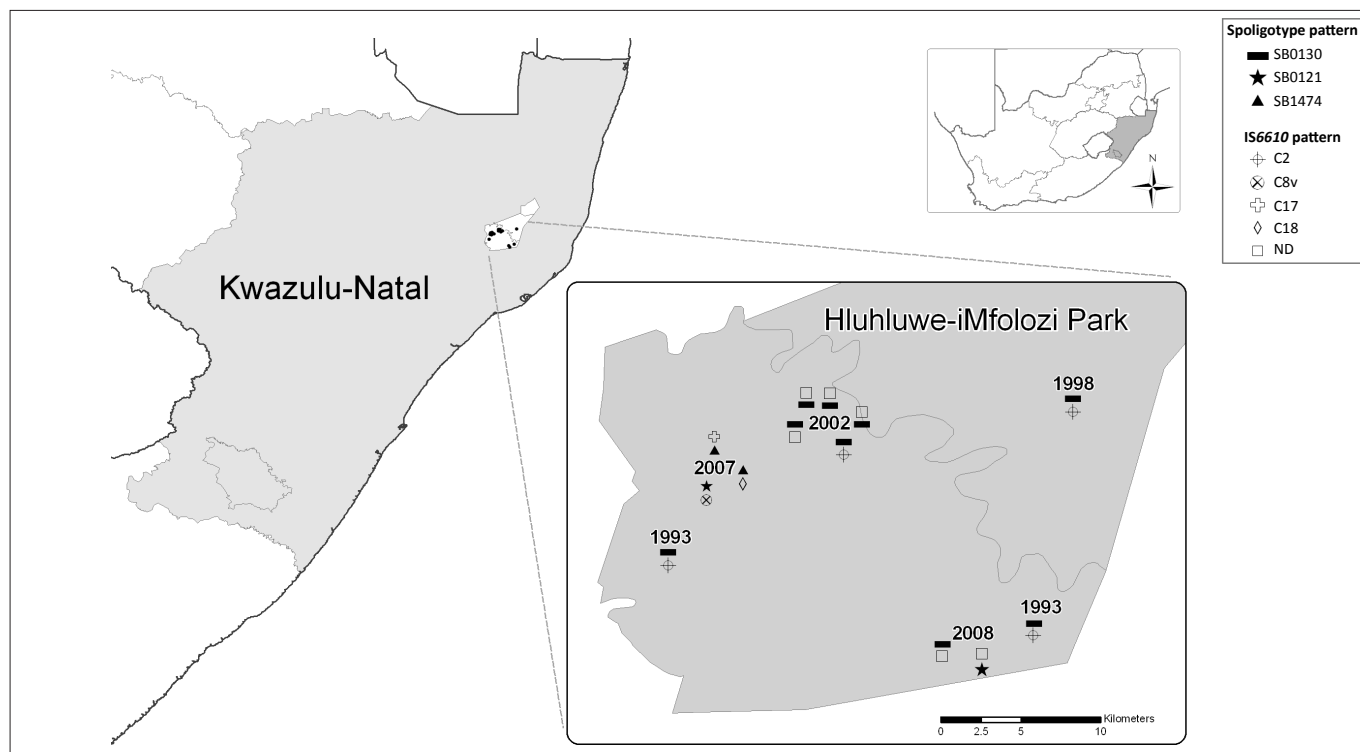 Kwazulu-Natal
N
Spoligotype pattern
SB0130
SB0121
SB1474
IS6610 pattern
C2
C8v
C17
C18
ND
Hluhluwe-iMfolozi Park
1998
2002
2007
1993
1993
2008
Kilometers
0 2.5 5 10